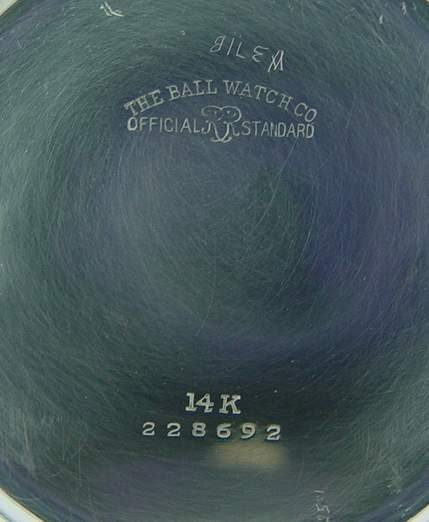 THE BALL WATCH CO
OFFICIAL RR STANDARD
14K
228692